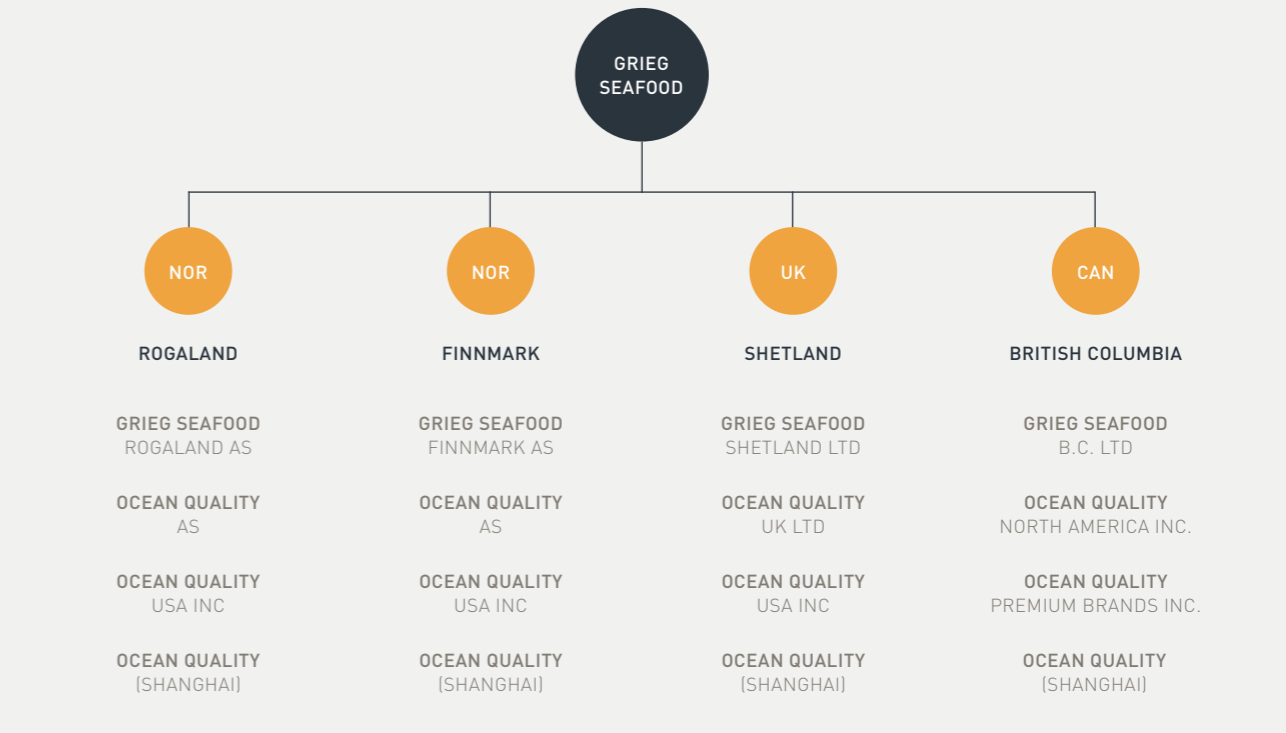 GRIEG
SEAFOOD
NOR
NOR
UK
CAN
ROGALAND
FINNMARK
SHETLAND
BRITISH COLUMBIA
GRIEG SEAFOOD
ROGALAND AS
GRIEG SEAFOOD
FINNMARK AS
GRIEG SEAFOOD
SHETLAND LTD
GRIEG SEAFOOD
B.C. LTD
OCEAN QUALITY
AS
OCEAN QUALITY
AS
OCEAN QUALITY
UK LTD
OCEAN QUALITY
NORTH AMERICA INC.
OCEAN QUALITY
USA INC
OCEAN QUALITY
USA INC
OCEAN QUALITY
USA INC
OCEAN QUALITY
PREMIUM BRANDS INC.
OCEAN QUALITY
(SHANGHAI)
OCEAN QUALITY
(SHANGHAI)
OCEAN QUALITY
(SHANGHAI)
OCEAN QUALITY
(SHANGHAI)